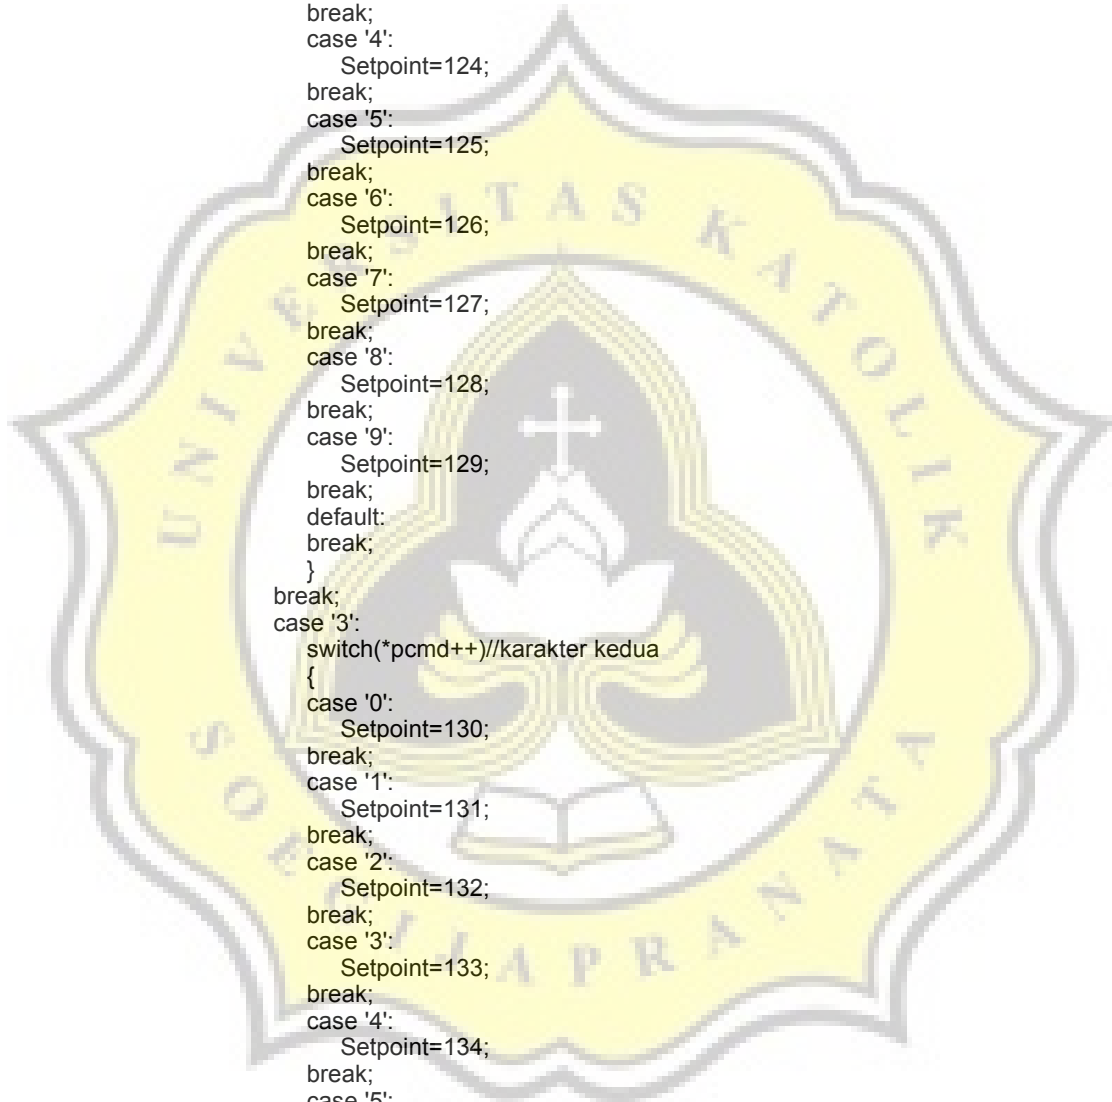 break;
case '4':
Setpoint=124;
break;
case '5':
Setpoint=125;
break;
case '6':
Setpoint=126;
break;
case '7':
Setpoint=127;
break;
case '8':
Setpoint=128;
break;
case '9':
Setpoint=129;
break;
default:
break;
}
break;
case '3':
switch(*pcmd++)//karakter kedua
{
case '0':
Setpoint=130;
break;
case '1':
Setpoint=131;
break;
case '2':
Setpoint=132;
break;
case '3':
Setpoint=133;
break;
case '4':
Setpoint=134;
break;
case '5':
UNIVERSITAS KATOLIK
SOEGIJAPRANATA